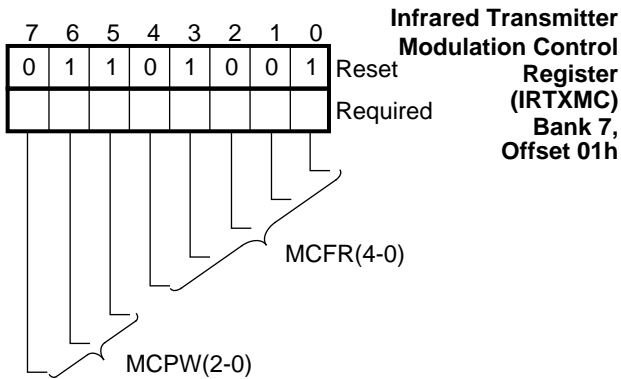 Infrared Transmitter
Modulation Control
Register
(IRTXMC)
Bank 7,
Offset 01h
7 6 5 4 3 2 1 0
0 1 1 0 1 0 0 1 Reset
Required
MCFR(4-0)
MCPW(2-0)